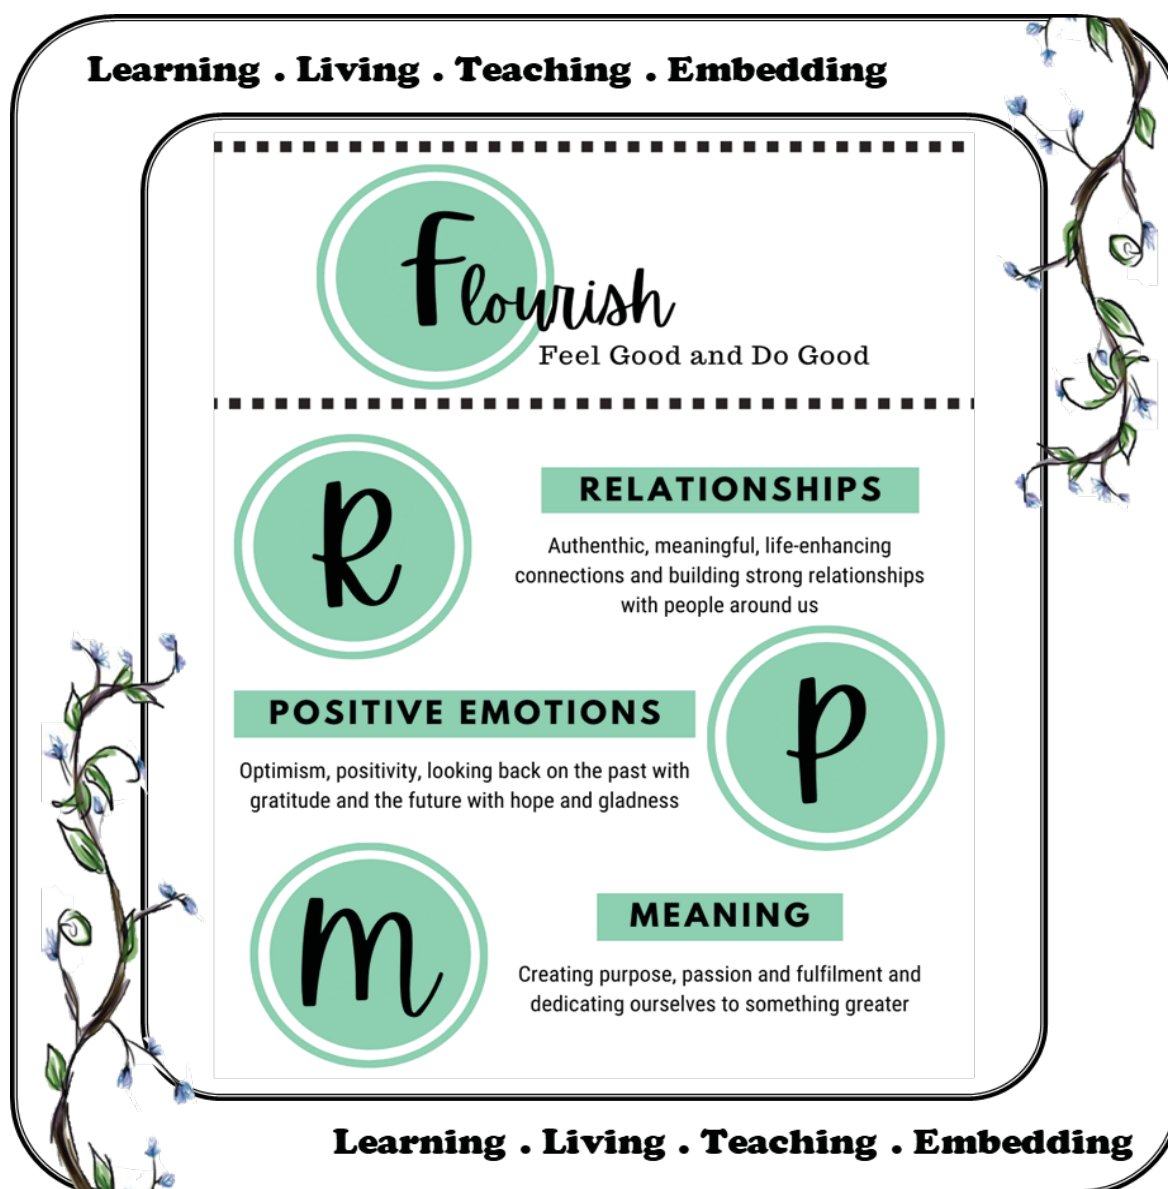 Learning . Living . Teaching . Embedding
Flourish
Feel Good and Do Good
R
RELATIONSHIPS
Authenthic, meaningful, life-enhancing
connections and building strong relationships
with people around us
POSITIVE EMOTIONS
P
Optimism, positivity, looking back on the past with
gratitude and the future with hope and gladness
M
MEANING
Creating purpose, passion and fulfilment and
dedicating ourselves to something greater
Learning . Living . Teaching . Embedding